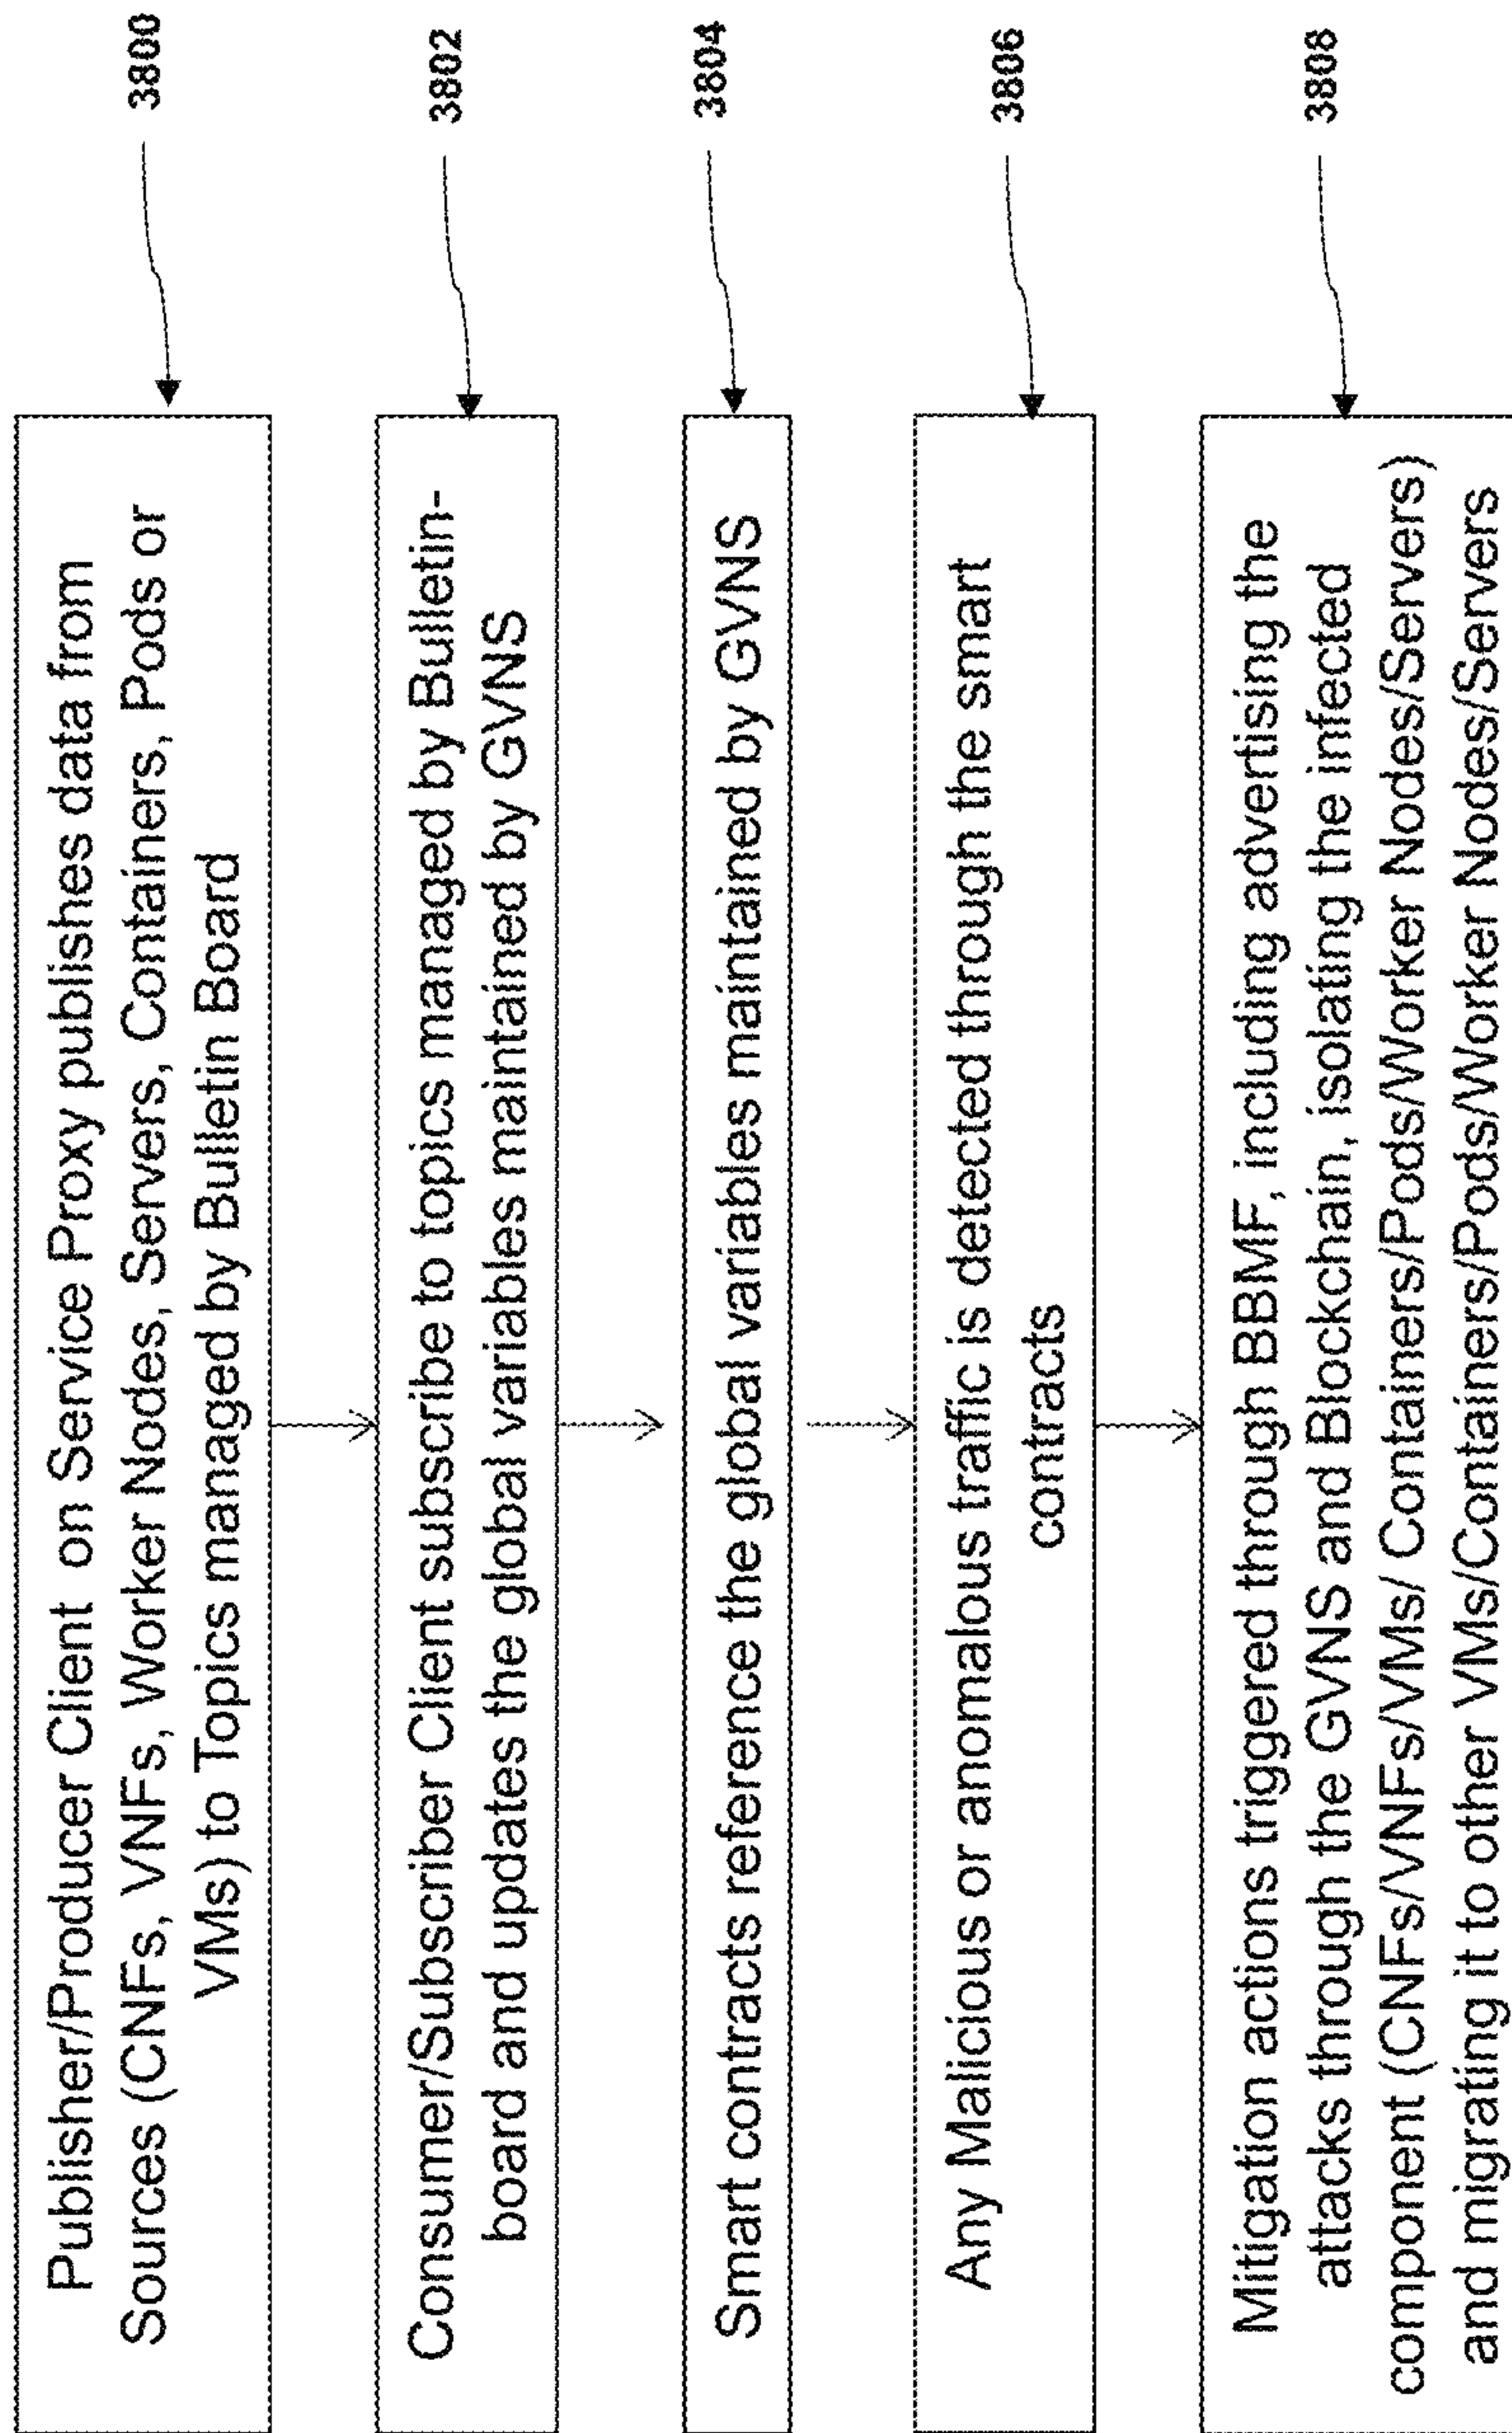 Publisher/Producer Client on Service Proxy publishes data from
Sources (CNFs, VNFs, Worker Nodes, Servers, Containers, Pods or
VMs) to Topics managed by Bulletin Board
3800
Consumer/Subscriber Client subscribe to topics managed by Bulletin-
board and updates the global variables maintained by GVNS
3802
Smart contracts reference the global variables maintained by GVNS
3804
Any Malicious or anomalous traffic is detected through the smart
contracts
3806
Mitigation actions triggered through BBMF, including advertising the
attacks through the GVNS and Blockchain, isolating the infected
component (CNFs/VNFs/VMs/ Containers/Pods/Worker Nodes/Servers)
and migrating it to other VMs/Containers/Pods/Worker Nodes/Servers
3808